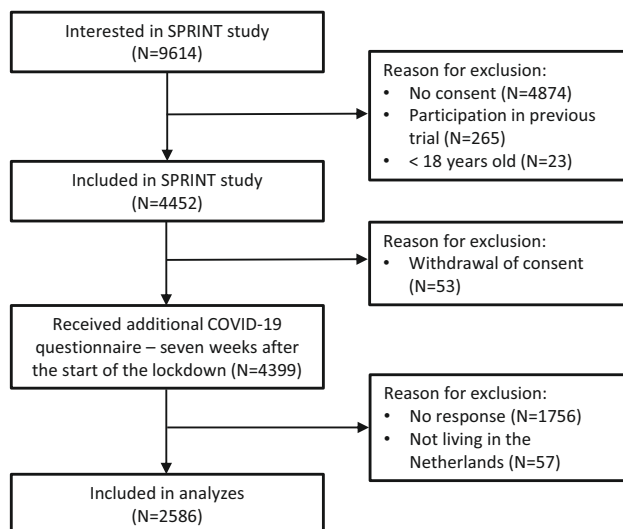 Interested in SPRINT study
(N=9614)
Reason for exclusion:
• No consent (N=4874)
• Participation in previous
trial (N=265)
• < 18 years old (N=23)
Included in SPRINT study
(N=4452)
Reason for exclusion:
• Withdrawal of consent
(N=53)
Received additional COVID-19
questionnaire – seven weeks after
the start of the lockdown (N=4399)
Reason for exclusion:
• No response (N=1756)
• Not living in the
Netherlands (N=57)
Included in analyzes
(N=2586)